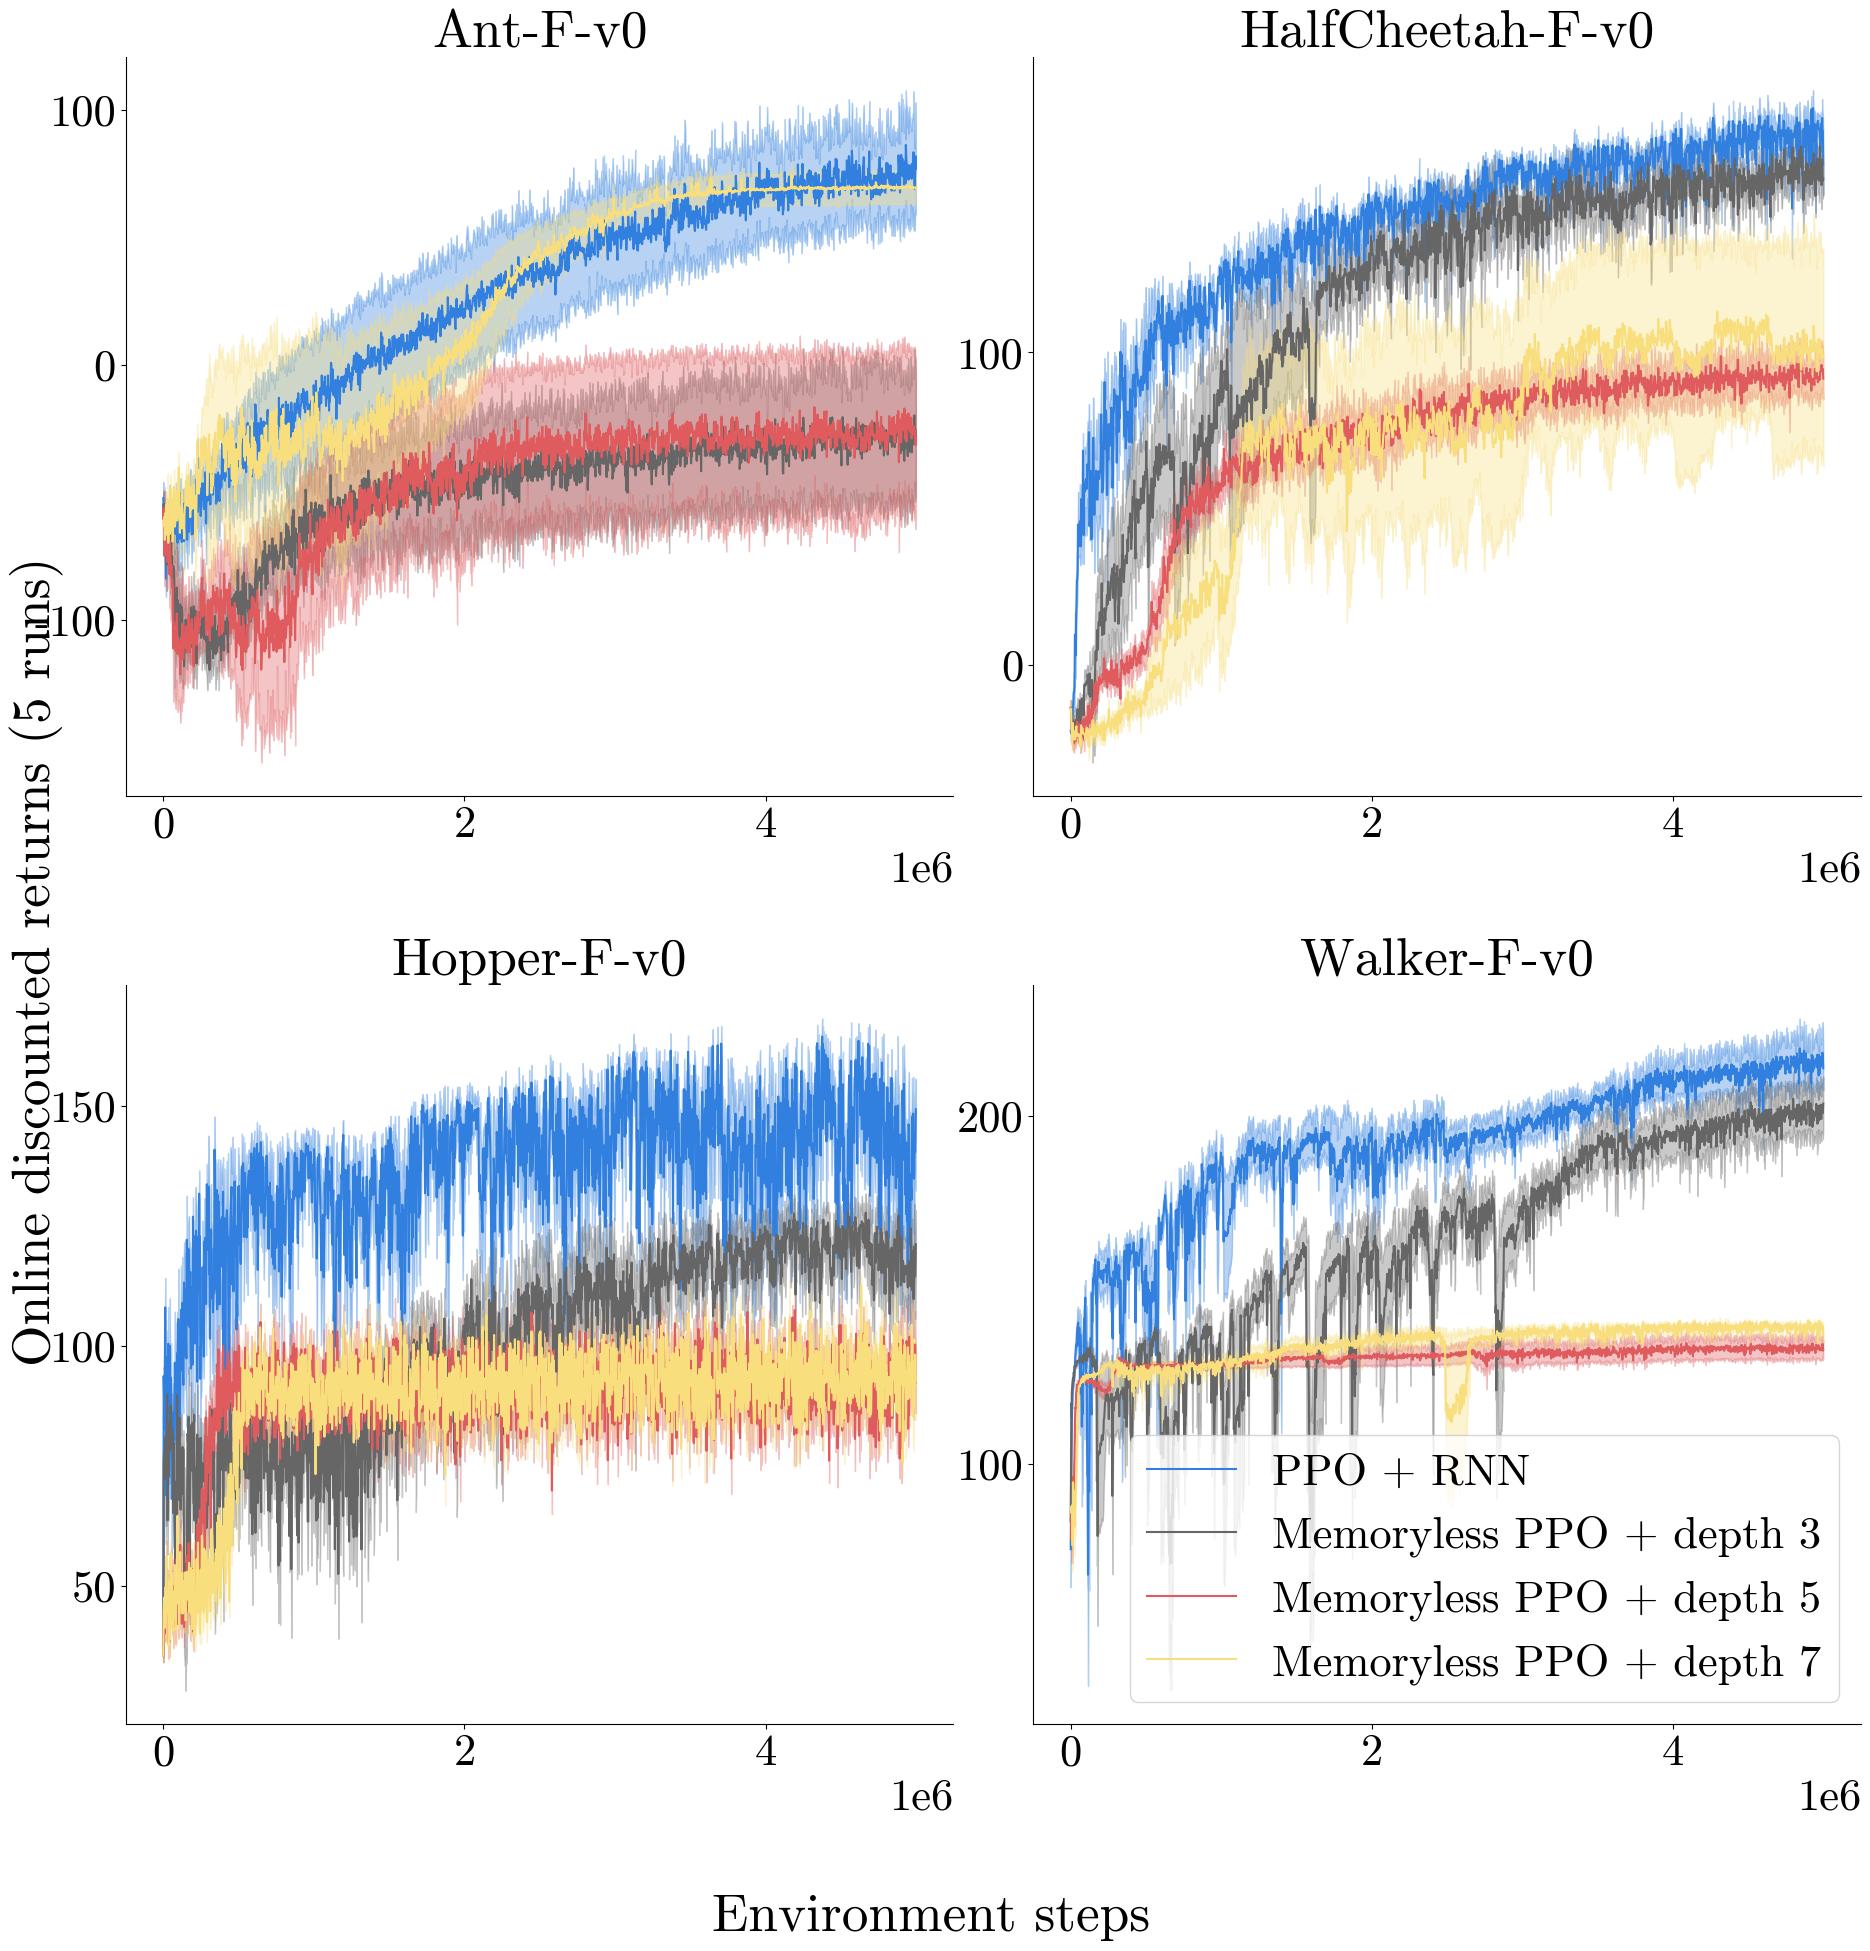 Ant-F-v0
HalfCheetah-F-v0
100
0
100
0
2
4
1e6
100
0
0
2
4
1e6
Online discounted returns (5 runs)
Hopper-F-v0
Walker-F-v0
150
100
50
0
2
4
1e6
200
100
0
2
4
1e6
PPO + RNN
Memoryless PPO + depth 3
Memoryless PPO + depth 5
Memoryless PPO + depth 7
Environment steps